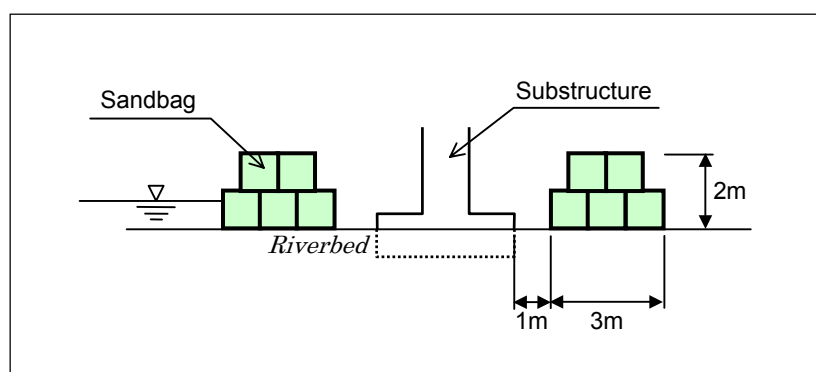 Sandbag
Substructure
2m
Riverbed
1m
3m